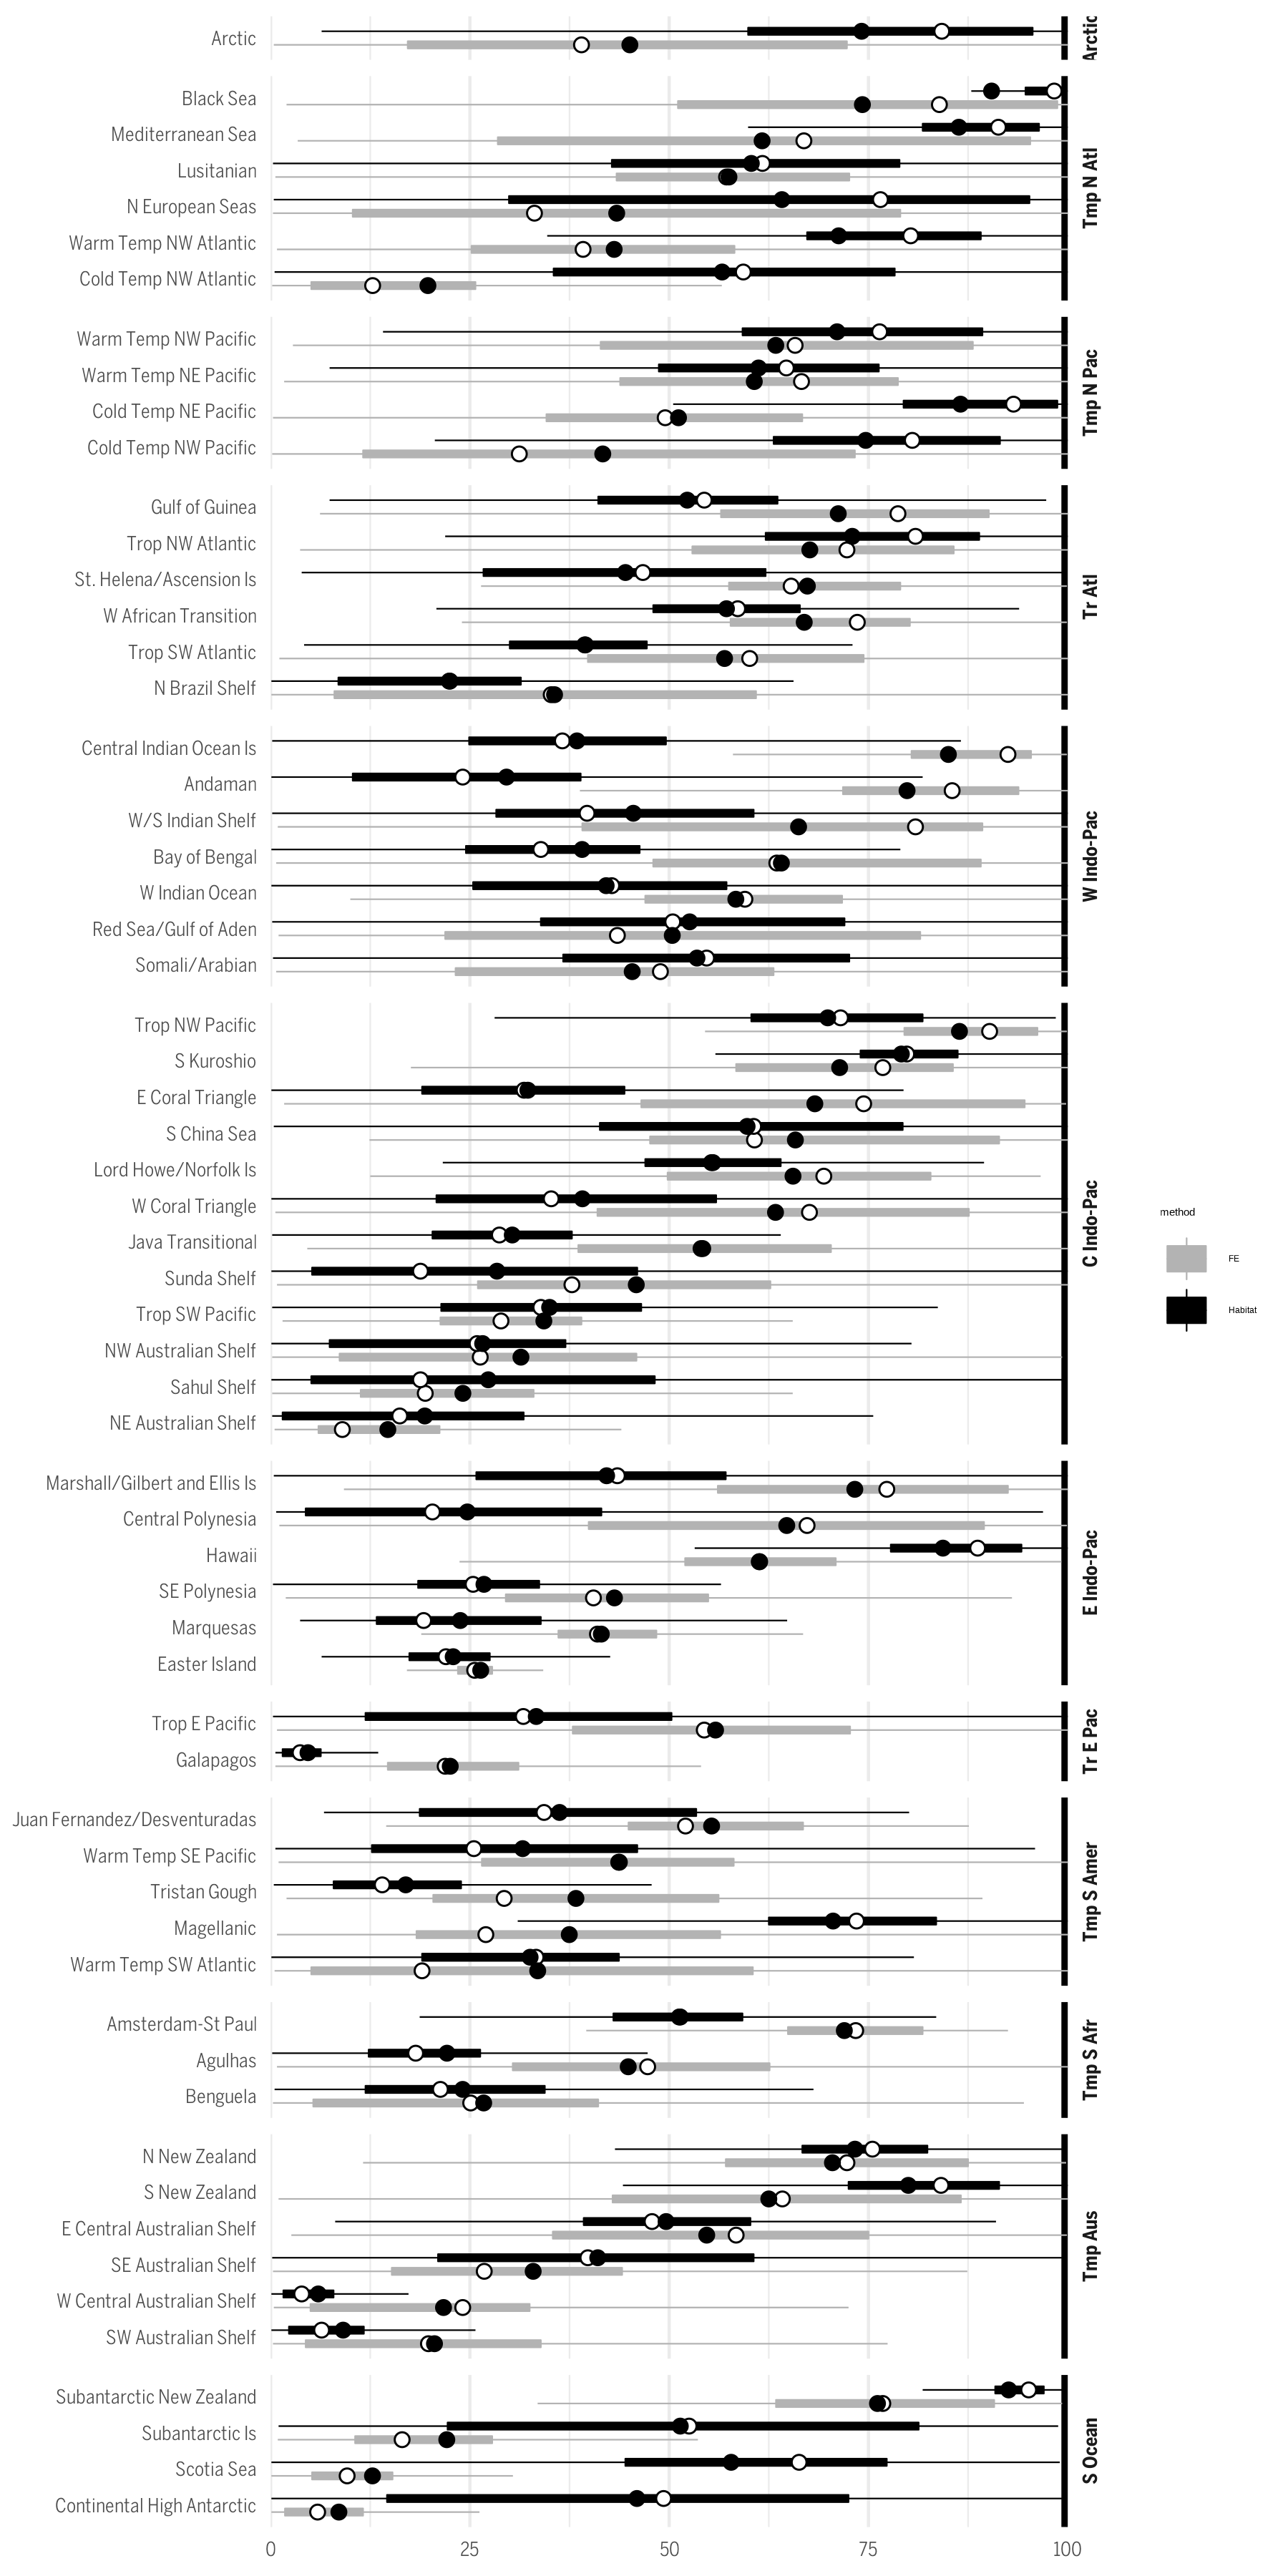 Arctic
Arctic
Black Sea
Mediterranean Sea
Lusitanian
N European Seas
Warm Temp NW Atlantic
Cold Temp NW Atlantic
Tmp N Atl
Warm Temp NW Pacific
Warm Temp NE Pacific
Cold Temp NE Pacific
Cold Temp NW Pacific
Tmp N Pac
Gulf of Guinea
Trop NW Atlantic
St. Helena/Ascension Is
W African Transition
Trop SW Atlantic
N Brazil Shelf
Tr Atl
Central Indian Ocean Is
Andaman
W/S Indian Shelf
Bay of Bengal
W Indian Ocean
Red Sea/Gulf of Aden
Somali/Arabian
W Indo-Pac
Trop NW Pacific
S Kuroshio
E Coral Triangle
S China Sea
Lord Howe/Norfolk Is
W Coral Triangle
Java Transitional
Sunda Shelf
Trop SW Pacific
NW Australian Shelf
Sahul Shelf
NE Australian Shelf
C Indo-Pac
Marshall/Gilbert and Ellis Is
Central Polynesia
Hawaii
SE Polynesia
Marquesas
Easter Island
E Indo-Pac
Trop E Pacific
Galapagos
Tr E Pac
Juan Fernandez/Desventuradas
Warm Temp SE Pacific
Tristan Gough
Magellanic
Warm Temp SW Atlantic
Tmp S Amer
Amsterdam-St Paul
Agulhas
Benguela
Tmp S Afr
N New Zealand
S New Zealand
E Central Australian Shelf
SE Australian Shelf
W Central Australian Shelf
SW Australian Shelf
Tmp Aus
Subantarctic New Zealand
Subantarctic Is
Scotia Sea
Continental High Antarctic
S Ocean
0 25 50 75 100
method
FE
Habitat